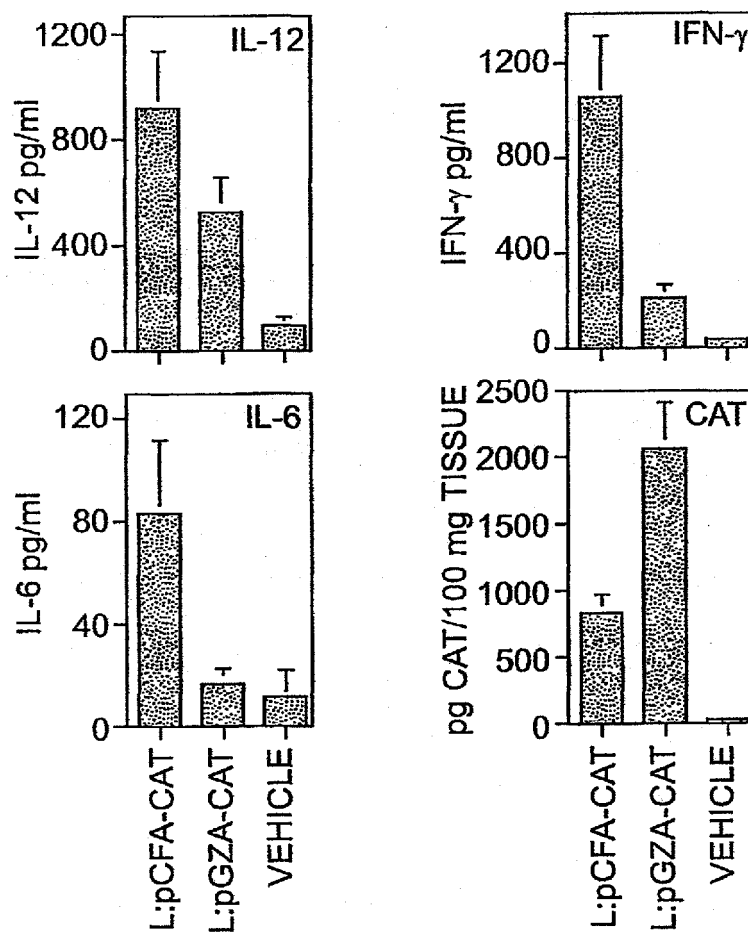 IL-12
IL-12 pg/ml
1200
800
400
0
IFN-γ
IFN-γ pg/ml
1200
800
400
0
IL-6
IL-6 pg/ml
120
80
40
0
L:pCFA-CAT
L:pGZA-CAT
VEHICLE
CAT
pg CAT/100 mg TISSUE
2500
2000
1500
1000
500
0
L:pCFA-CAT
L:pGZA-CAT
VEHICLE